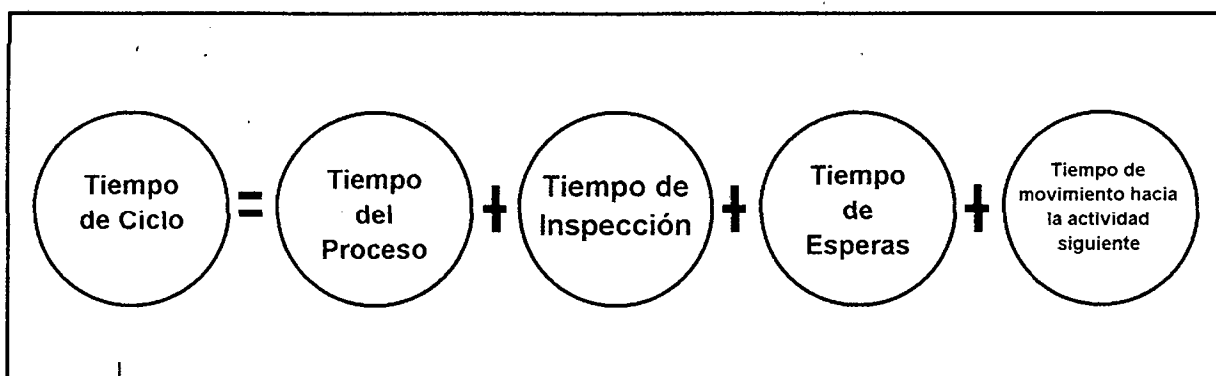 Tiempo
de Ciclo
=
Tiempo
del
Proceso
+
Tiempo de
Inspección
+
Tiempo
de
Esperas
+
Tiempo de
movimiento hacia
la actividad
siguiente